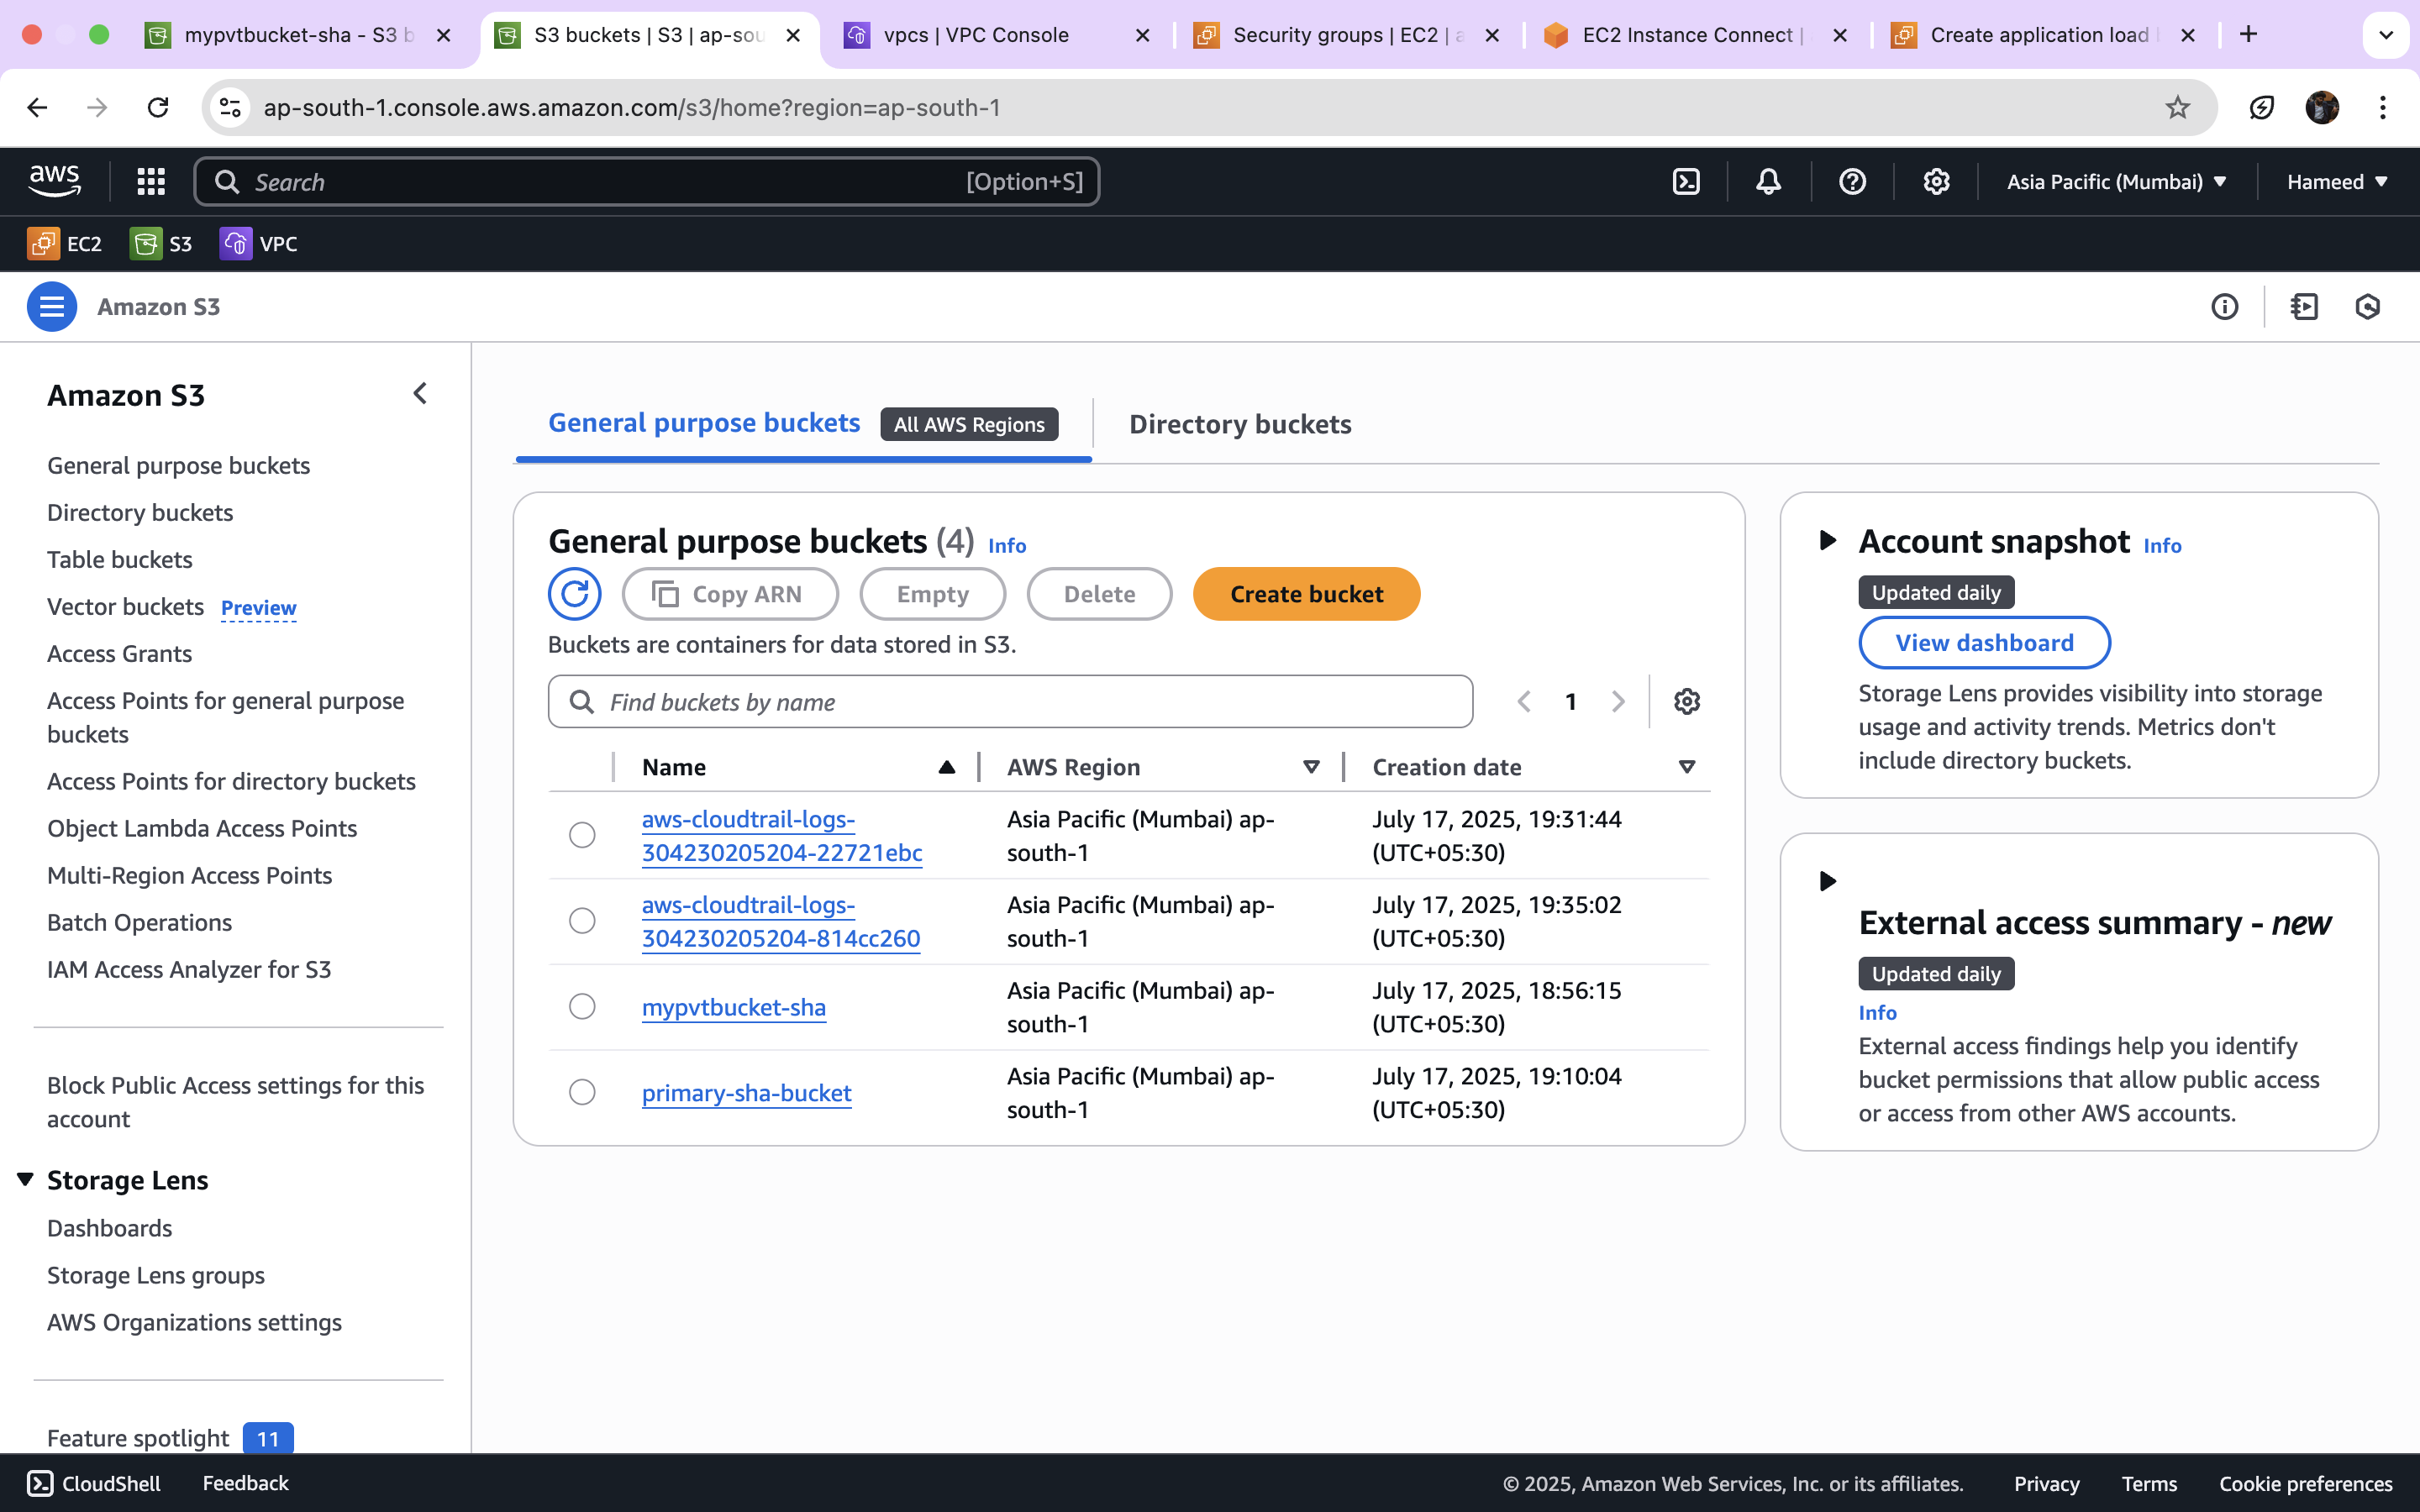 mypvtbucket-sha - S3 b
S3 buckets | S3 | ap-sou
vpcs | VPC Console
Security groups | EC2 | a
EC2 Instance Connect |
Create application load
ap-south-1.console.aws.amazon.com/s3/home?region=ap-south-1
aws
Search
[Option+S]
Asia Pacific (Mumbai)
Hameed
EC2
S3
VPC
Amazon S3
Amazon S3
General purpose buckets
Directory buckets
Table buckets
Vector buckets Preview
Access Grants
Access Points for general purpose
buckets
Access Points for directory buckets
Object Lambda Access Points
Multi-Region Access Points
Batch Operations
IAM Access Analyzer for S3
Block Public Access settings for this
account
Storage Lens
Dashboards
Storage Lens groups
AWS Organizations settings
Feature spotlight 11
General purpose buckets All AWS Regions
Directory buckets
General purpose buckets (4) Info
Copy ARN
Empty
Delete
Create bucket
Buckets are containers for data stored in S3.
Find buckets by name
1
Name
AWS Region
Creation date
aws-cloudtrail-logs-
304230205204-22721ebc
Asia Pacific (Mumbai) ap-
south-1
July 17, 2025, 19:31:44
(UTC+05:30)
aws-cloudtrail-logs-
304230205204-814cc260
Asia Pacific (Mumbai) ap-
south-1
July 17, 2025, 19:35:02
(UTC+05:30)
mypvtbucket-sha
Asia Pacific (Mumbai) ap-
south-1
July 17, 2025, 18:56:15
(UTC+05:30)
primary-sha-bucket
Asia Pacific (Mumbai) ap-
south-1
July 17, 2025, 19:10:04
(UTC+05:30)
Account snapshot Info
Updated daily
View dashboard
Storage Lens provides visibility into storage
usage and activity trends. Metrics don't
include directory buckets.
External access summary - new
Updated daily
Info
External access findings help you identify
bucket permissions that allow public access
or access from other AWS accounts.
CloudShell
Feedback
© 2025, Amazon Web Services, Inc. or its affiliates.
Privacy
Terms
Cookie preferences